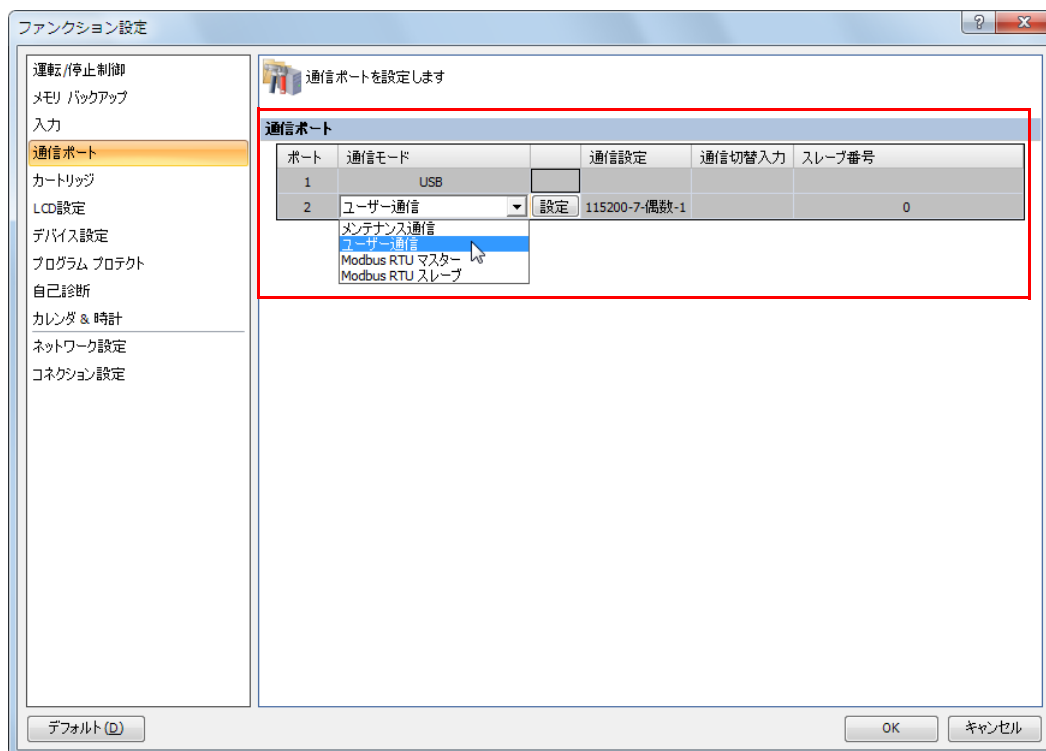 ファンクション設定
運転/停止制御
メモリ バックアップ
入力
通信ポート
カートリッジ
LCD設定
デバイス設定
プログラム プロテクト
自己診断
カレンダ & 時計
ネットワーク設定
コネクション設定
通信ポートを設定します
通信ポート
ポート 通信モード 通信設定 通信切替入力 スレーブ番号
1 USB
2 ユーザー通信 設定 115200-7-偶数-1 0
メンテナンス通信
ユーザー通信
Modbus RTU マスター
Modbus RTU スレーブ
デフォルト(D) OK キャンセル